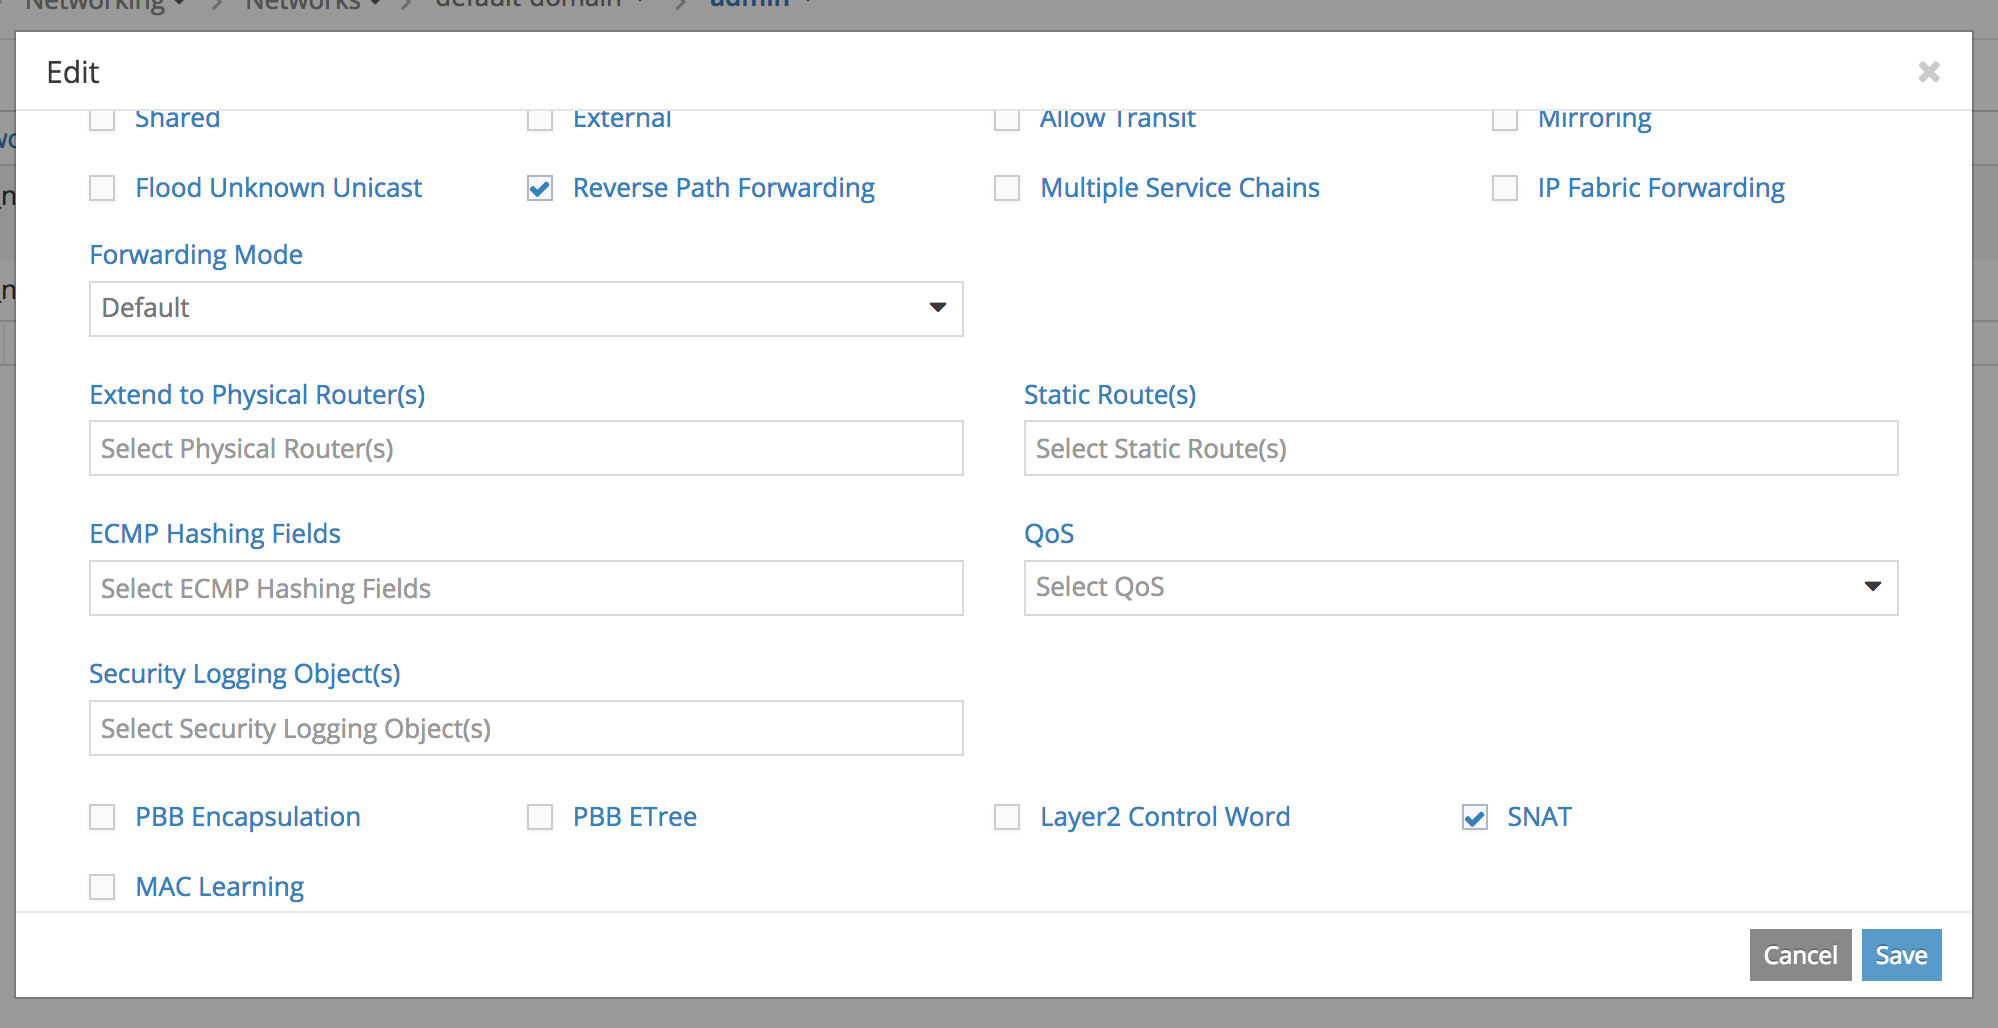 Networking > Networks > default-domain > admin
Edit
Shared External Allow Transit Mirroring
Flood Unknown Unicast Reverse Path Forwarding Multiple Service Chains IP Fabric Forwarding
Forwarding Mode
Default
Extend to Physical Router(s) Static Route(s)
Select Physical Router(s) Select Static Route(s)
ECMP Hashing Fields QoS
Select ECMP Hashing Fields Select QoS
Security Logging Object(s)
Select Security Logging Object(s)
PBB Encapsulation PBB ETree Layer2 Control Word SNAT
MAC Learning
Cancel Save